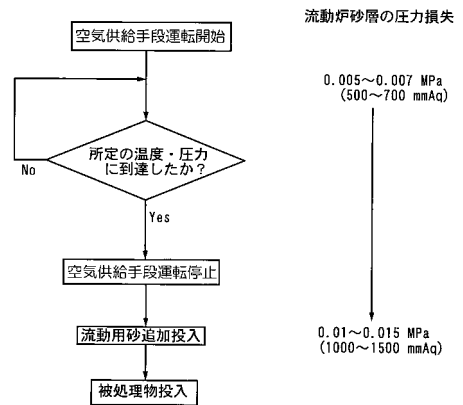 流動炉砂層の圧力損失
空気供給手段運転開始
0.005～0.007 MPa
(500～700 mmAq)
所定の温度・圧力
に到達したか？
No
Yes
空気供給手段運転停止
流動用砂追加投入
0.01～0.015 MPa
(1000～1500 mmAq)
被処理物投入